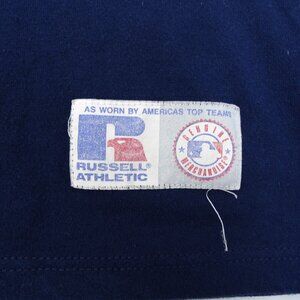 AS WORN BY AMERICAS TOP TEAMS
RUSSELL®
ATHLETIC
GENUINE
MERCHANDISE